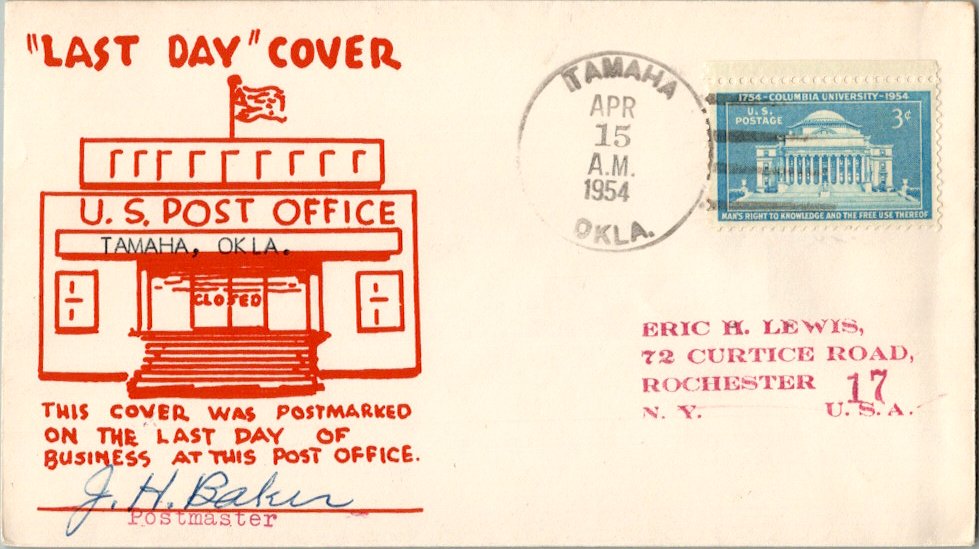 "LAST DAY" COVER
U.S. POST OFFICE
TAMAHA, OKLA.
CLOSED
THIS COVER WAS POSTMARKED
ON THE LAST DAY OF
BUSINESS AT THIS POST OFFICE.
J. H. Baker
Postmaster
TAMAHA
APR
15
A.M.
1954
OKLA.
1754-COLUMBIA UNIVERSITY-1954
U.S. POSTAGE
3¢
MAN'S RIGHT TO KNOWLEDGE AND THE FREE USE THEREOF
ERIC H. LEWIS,
72 CURTICE ROAD,
ROCHESTER 17
N. Y. U.S.A.